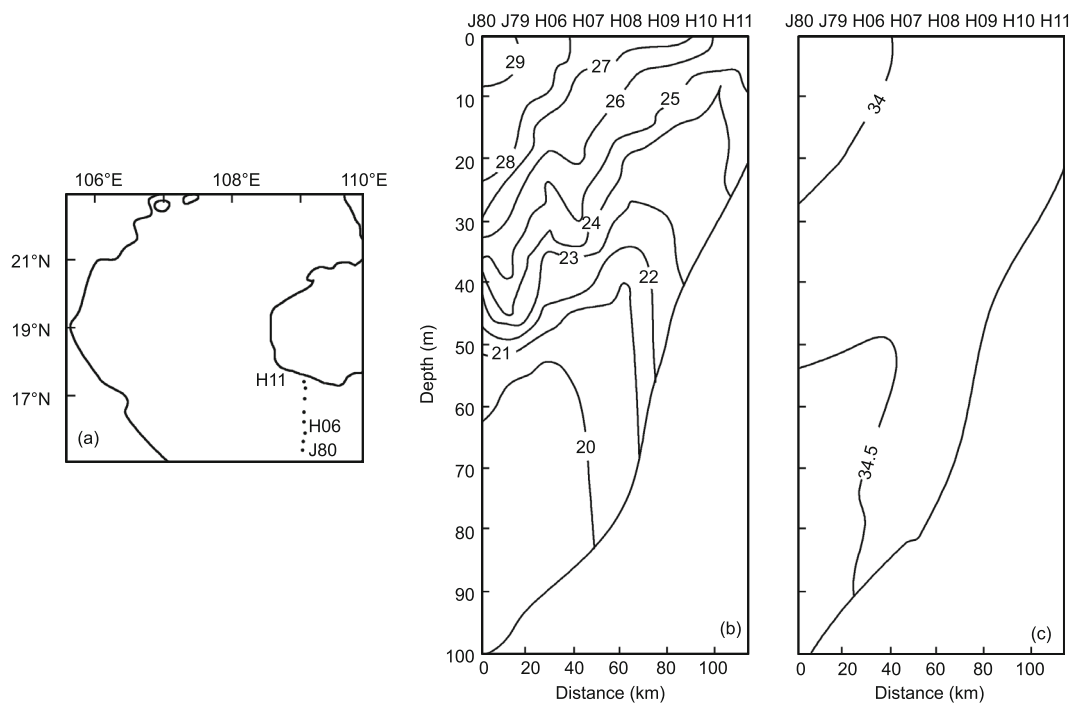 106°E 108°E 110°E
21°N
19°N
17°N
H11
H06
J80
(a)
J80 J79 H06 H07 H08 H09 H10 H11
0
10
20
30
40
50
60
70
80
90
100
Depth (m)
29
27
26
25
28
24
23
22
21
20
(b)
0 20 40 60 80 100
Distance (km)
J80 J79 H06 H07 H08 H09 H10 H11
34
34.5
(c)
0 20 40 60 80 100
Distance (km)